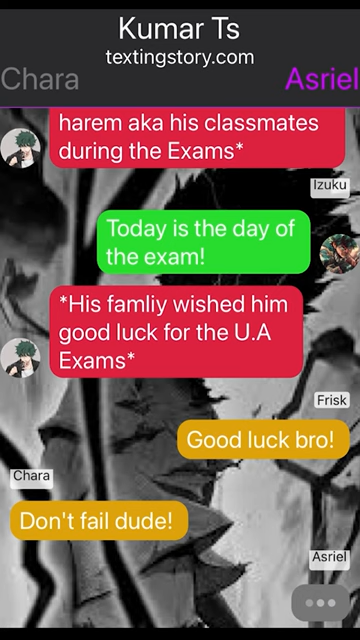 Kumar Ts
textingstory.com
Chara Asriel
harem aka his classmates
during the Exams*
Izuku
Today is the day of
the exam!
*His famliy wished him
good luck for the U.A
Exams*
Frisk
Good luck bro!
Chara
Don't fail dude!
Asriel